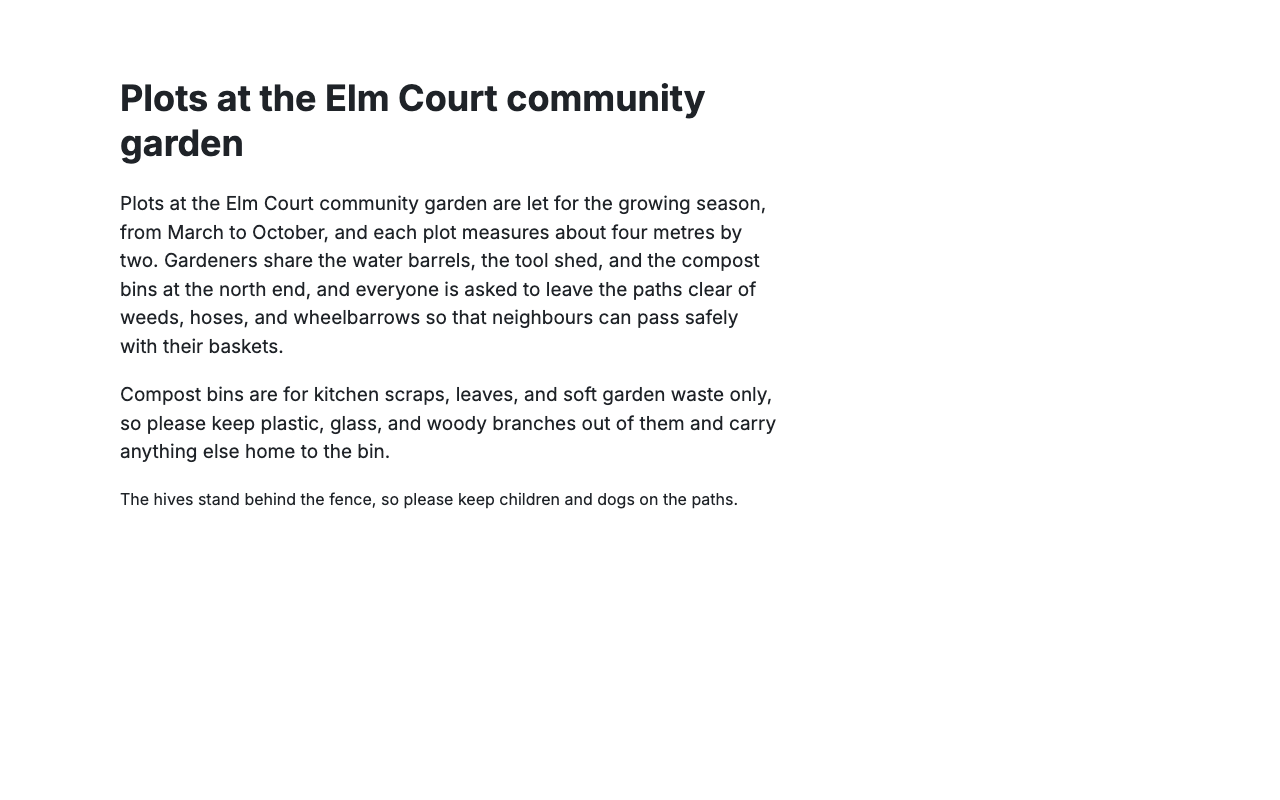 Plots at the Elm Court community
garden
Plots at the Elm Court community garden are let for the growing season,
from March to October, and each plot measures about four metres by
two. Gardeners share the water barrels, the tool shed, and the compost
bins at the north end, and everyone is asked to leave the paths clear of
weeds, hoses, and wheelbarrows so that neighbours can pass safely
with their baskets.
Compost bins are for kitchen scraps, leaves, and soft garden waste only,
so please keep plastic, glass, and woody branches out of them and carry
anything else home to the bin.
The hives stand behind the fence, so please keep children and dogs on the paths.